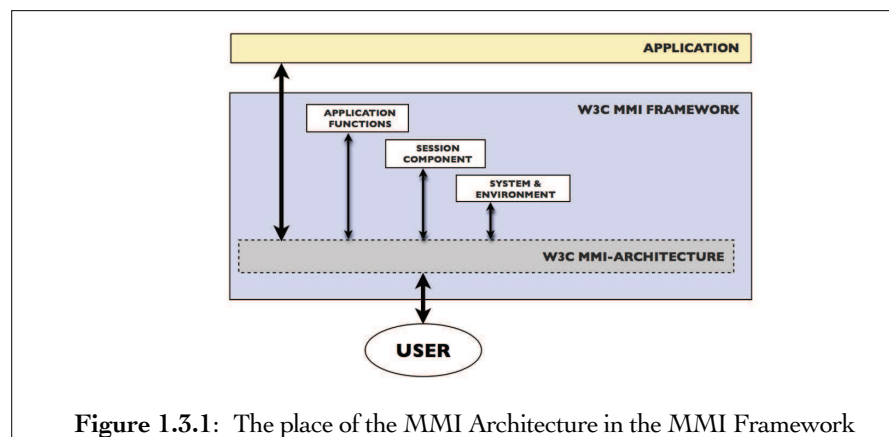 APPLICATION
W3C MMI FRAMEWORK
APPLICATION
FUNCTIONS
SESSION
COMPONENT
SYSTEM &
ENVIRONMENT
W3C MMI-ARCHITECTURE
USER
Figure 1.3.1: The place of the MMI Architecture in the MMI Framework